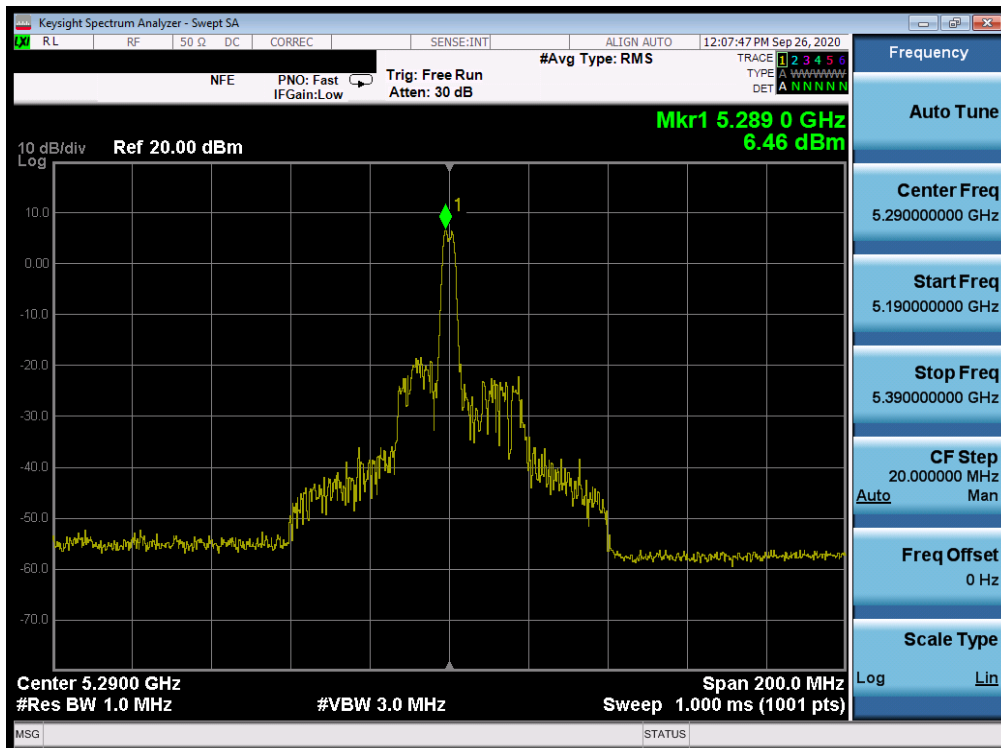 Keysight Spectrum Analyzer - Swept SA
LXI RL RF 50 Ω DC CORREC SENSE:INT ALIGN AUTO 12:07:47 PM Sep 26, 2020
NFE PNO: Fast IFGain:Low Trig: Free Run Atten: 30 dB #Avg Type: RMS
TRACE 1 2 3 4 5 6
TYPE A WWWWW
DET A N N N N N
Mkr1 5.289 0 GHz
6.46 dBm
10 dB/div Ref 20.00 dBm
Log
1
10.0
0.00
-10.0
-20.0
-30.0
-40.0
-50.0
-60.0
-70.0
Center 5.2900 GHz Span 200.0 MHz
#Res BW 1.0 MHz #VBW 3.0 MHz Sweep 1.000 ms (1001 pts)
MSG STATUS
Frequency
Auto Tune
Center Freq
5.290000000 GHz
Start Freq
5.190000000 GHz
Stop Freq
5.390000000 GHz
CF Step
20.000000 MHz
Auto Man
Freq Offset
0 Hz
Scale Type
Log Lin